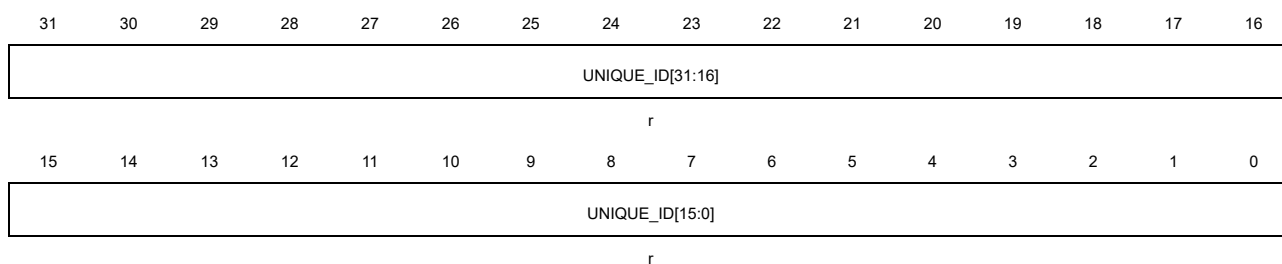 31 30 29 28 27 26 25 24 23 22 21 20 19 18 17 16
UNIQUE_ID[31:16]
r
15 14 13 12 11 10 9 8 7 6 5 4 3 2 1 0
UNIQUE_ID[15:0]
r